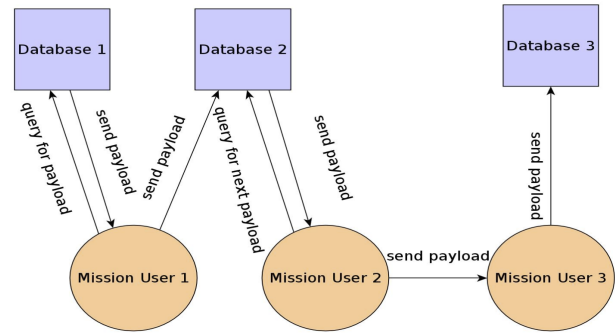 Database 1
Database 2
Database 3
query for payload
send payload
send payload
query for next payload
send payload
send payload
send payload
Mission User 1
Mission User 2
Mission User 3